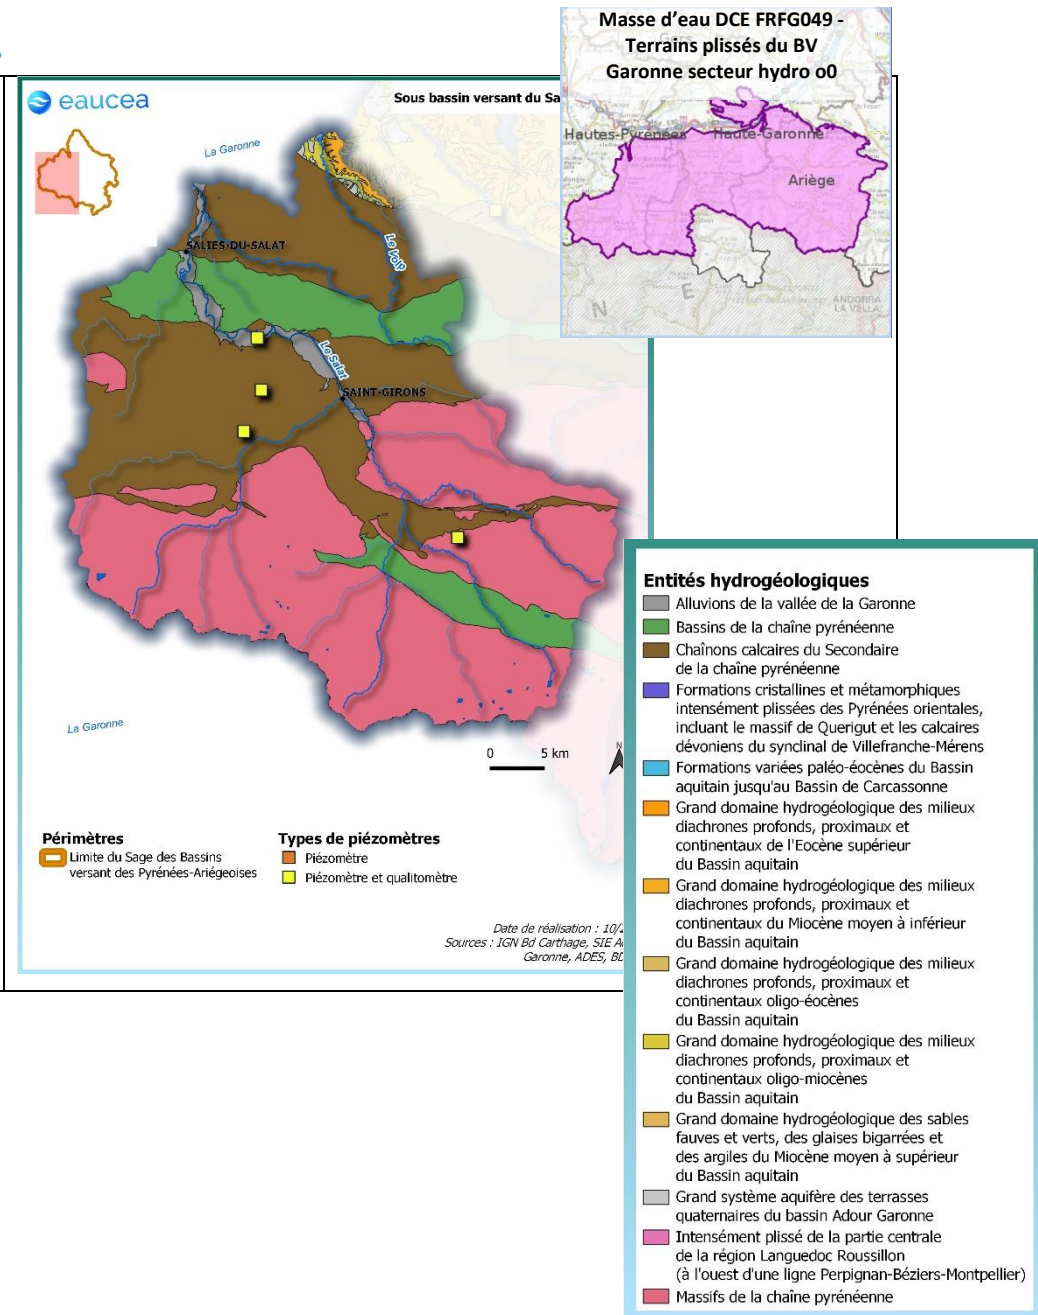 Masse d’eau DCE FRFG049 -
Terrains plissés du BV
Garonne secteur hydro o0
Gers
Hautes-Pyrénées
Haute-Garonne
Ariège
N
E
ANDORRA
LA VELLA
eaucea
Sous bassin versant du Sa
La Garonne
SALIES-DU-SALAT
Le Volp
Le Salat
SAINT-GIRONS
La Garonne
0 5 km
N
Périmètres
Limite du Sage des Bassins
versant des Pyrénées-Ariégeoises
Types de piézomètres
Piézomètre
Piézomètre et qualitomètre
Date de réalisation : 10/2
Sources : IGN Bd Carthage, SIE A
Garonne, ADES, BD
Entités hydrogéologiques
Alluvions de la vallée de la Garonne
Bassins de la chaîne pyrénéenne
Chaînons calcaires du Secondaire
de la chaîne pyrénéenne
Formations cristallines et métamorphiques
intensément plissées des Pyrénées orientales,
incluant le massif de Querigut et les calcaires
dévoniens du synclinal de Villefranche-Mérens
Formations variées paléo-éocènes du Bassin
aquitain jusqu'au Bassin de Carcassonne
Grand domaine hydrogéologique des milieux
diachrones profonds, proximaux et
continentaux de l'Eocène supérieur
du Bassin aquitain
Grand domaine hydrogéologique des milieux
diachrones profonds, proximaux et
continentaux du Miocène moyen à inférieur
du Bassin aquitain
Grand domaine hydrogéologique des milieux
diachrones profonds, proximaux et
continentaux oligo-éocènes
du Bassin aquitain
Grand domaine hydrogéologique des milieux
diachrones profonds, proximaux et
continentaux oligo-miocènes
du Bassin aquitain
Grand domaine hydrogéologique des sables
fauves et verts, des glaises bigarrées et
des argiles du Miocène moyen à supérieur
du Bassin aquitain
Grand système aquifère des terrasses
quaternaires du bassin Adour Garonne
Intensément plissé de la partie centrale
de la région Languedoc Roussillon
(à l'ouest d'une ligne Perpignan-Béziers-Montpellier)
Massifs de la chaîne pyrénéenne